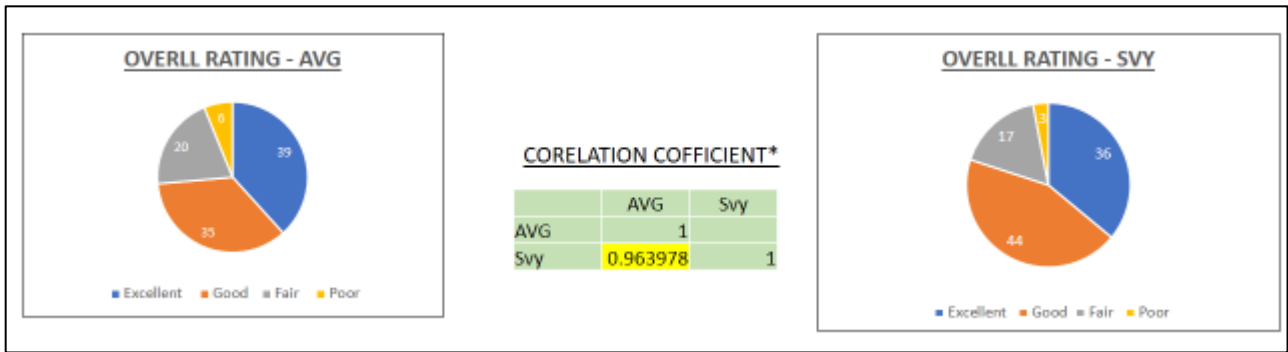 OVERLL RATING - AVG
6
39
20
35
Excellent Good Fair Poor
CORELATION COFFICIENT*
AVG Svy
AVG 1
Svy 0.963978 1
OVERLL RATING - SVY
3
17
36
44
Excellent Good Fair Poor